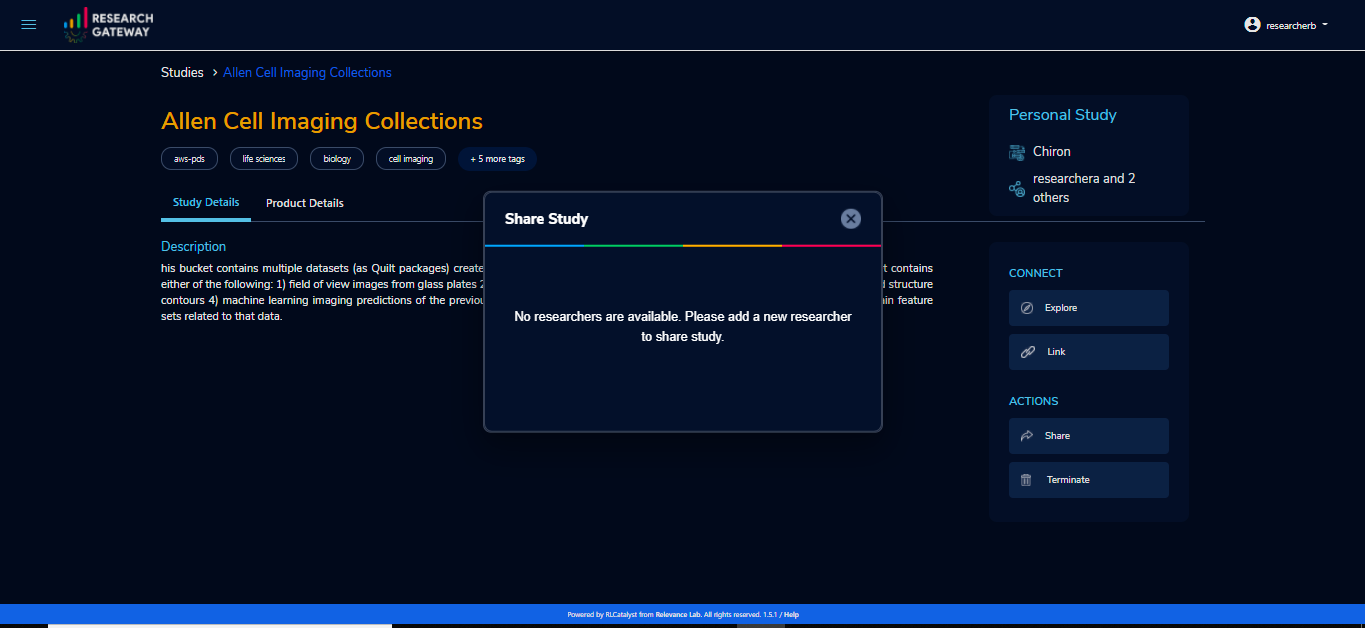 RESEARCH
GATEWAY
researcherb
Studies > Allen Cell Imaging Collections
Allen Cell Imaging Collections
aws-pds life sciences biology cell imaging + 5 more tags
Study Details Product Details
Description
his bucket contains multiple datasets (as Quilt packages) create t contains
either of the following: 1) field of view images from glass plates structure
contours 4) machine learning imaging predictions of the previou in feature
sets related to that data.
Share Study
No researchers are available. Please add a new researcher
to share study.
Personal Study
Chiron
researchera and 2
others
CONNECT
Explore
Link
ACTIONS
Share
Terminate
Powered by RLCatalyst from Relevance Lab. All rights reserved. 1.5.1 / Help